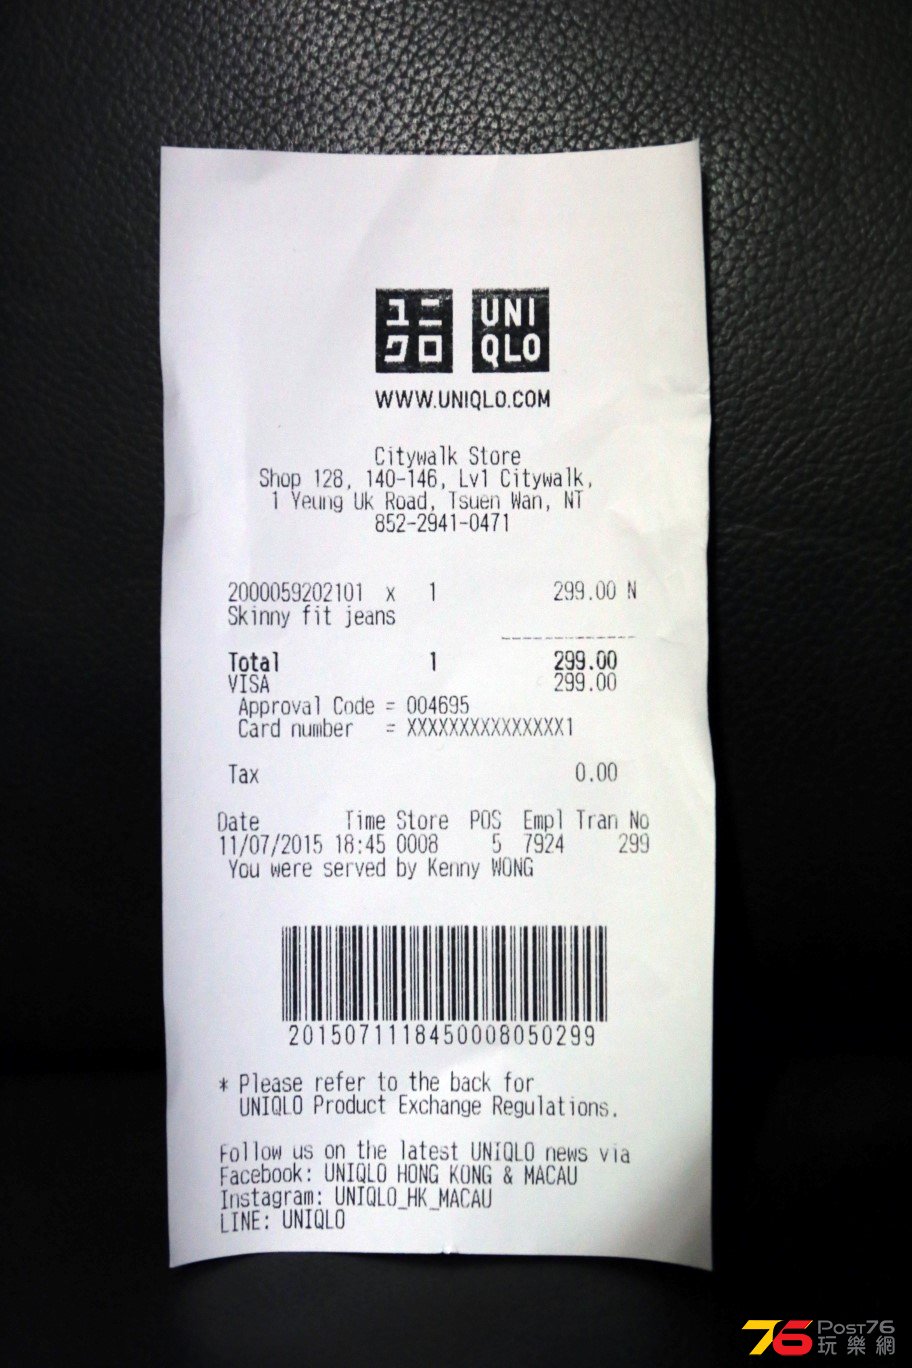 ユニ
クロ
UNI
QLO
WWW.UNIQLO.COM
Citywalk Store
Shop 128, 140-146, Lv1 Citywalk,
1 Yeung Uk Road, Tsuen Wan, NT
852-2941-0471
2000059202101 x 1 299.00 N
Skinny fit jeans
Total 1 299.00
VISA 299.00
Approval Code = 004695
Card number = XXXXXXXXXXXXXXX1
Tax 0.00
Date Time Store POS Empl Tran No
11/07/2015 18:45 0008 5 7924 299
You were served by Kenny WONG
2015071118450008050299
* Please refer to the back for
UNIQLO Product Exchange Regulations.
Follow us on the latest UNIQLO news via
Facebook: UNIQLO HONG KONG & MACAU
Instagram: UNIQLO_HK_MACAU
LINE: UNIQLO
76 POST76
玩樂網